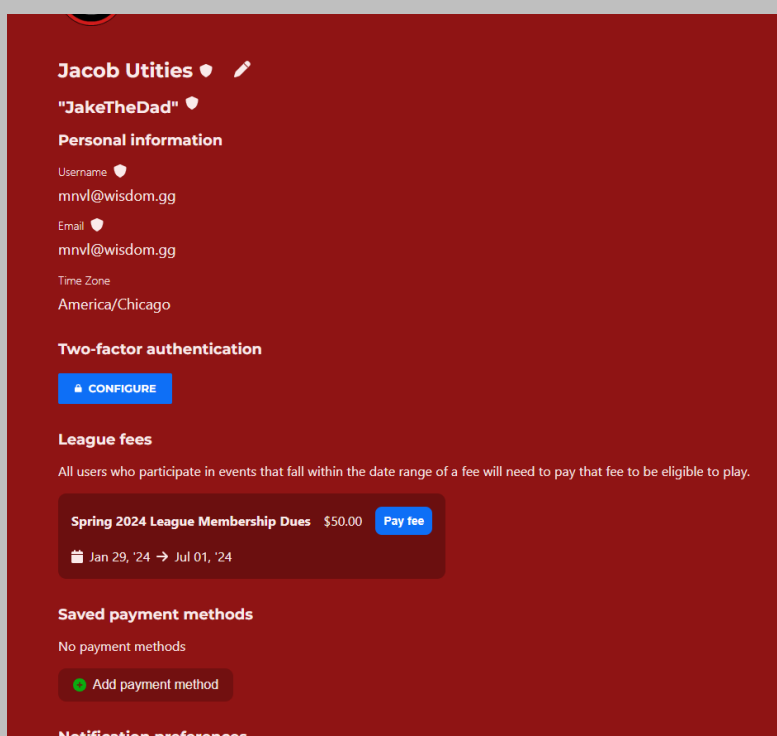 Jacob Utities
"JakeTheDad"
Personal information
Username
mnvl@wisdom.gg
Email
mnvl@wisdom.gg
Time Zone
America/Chicago
Two-factor authentication
CONFIGURE
League fees
All users who participate in events that fall within the date range of a fee will need to pay that fee to be eligible to play.
Spring 2024 League Membership Dues $50.00 Pay fee
Jan 29, '24 → Jul 01, '24
Saved payment methods
No payment methods
Add payment method
Notification preferences